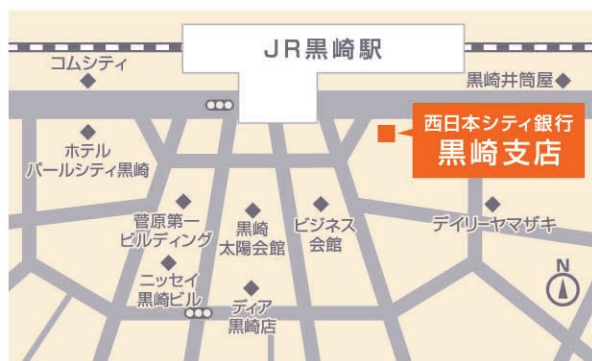 JR黒崎駅
コムシティ
黒崎井筒屋
西日本シティ銀行
黒崎支店
ホテル
パールシティ黒崎
菅原第一
ビルディング
黒崎
太陽会館
ビジネス
会館
デイリーヤマザキ
ニッセイ
黒崎ビル
ディア
黒崎店
N